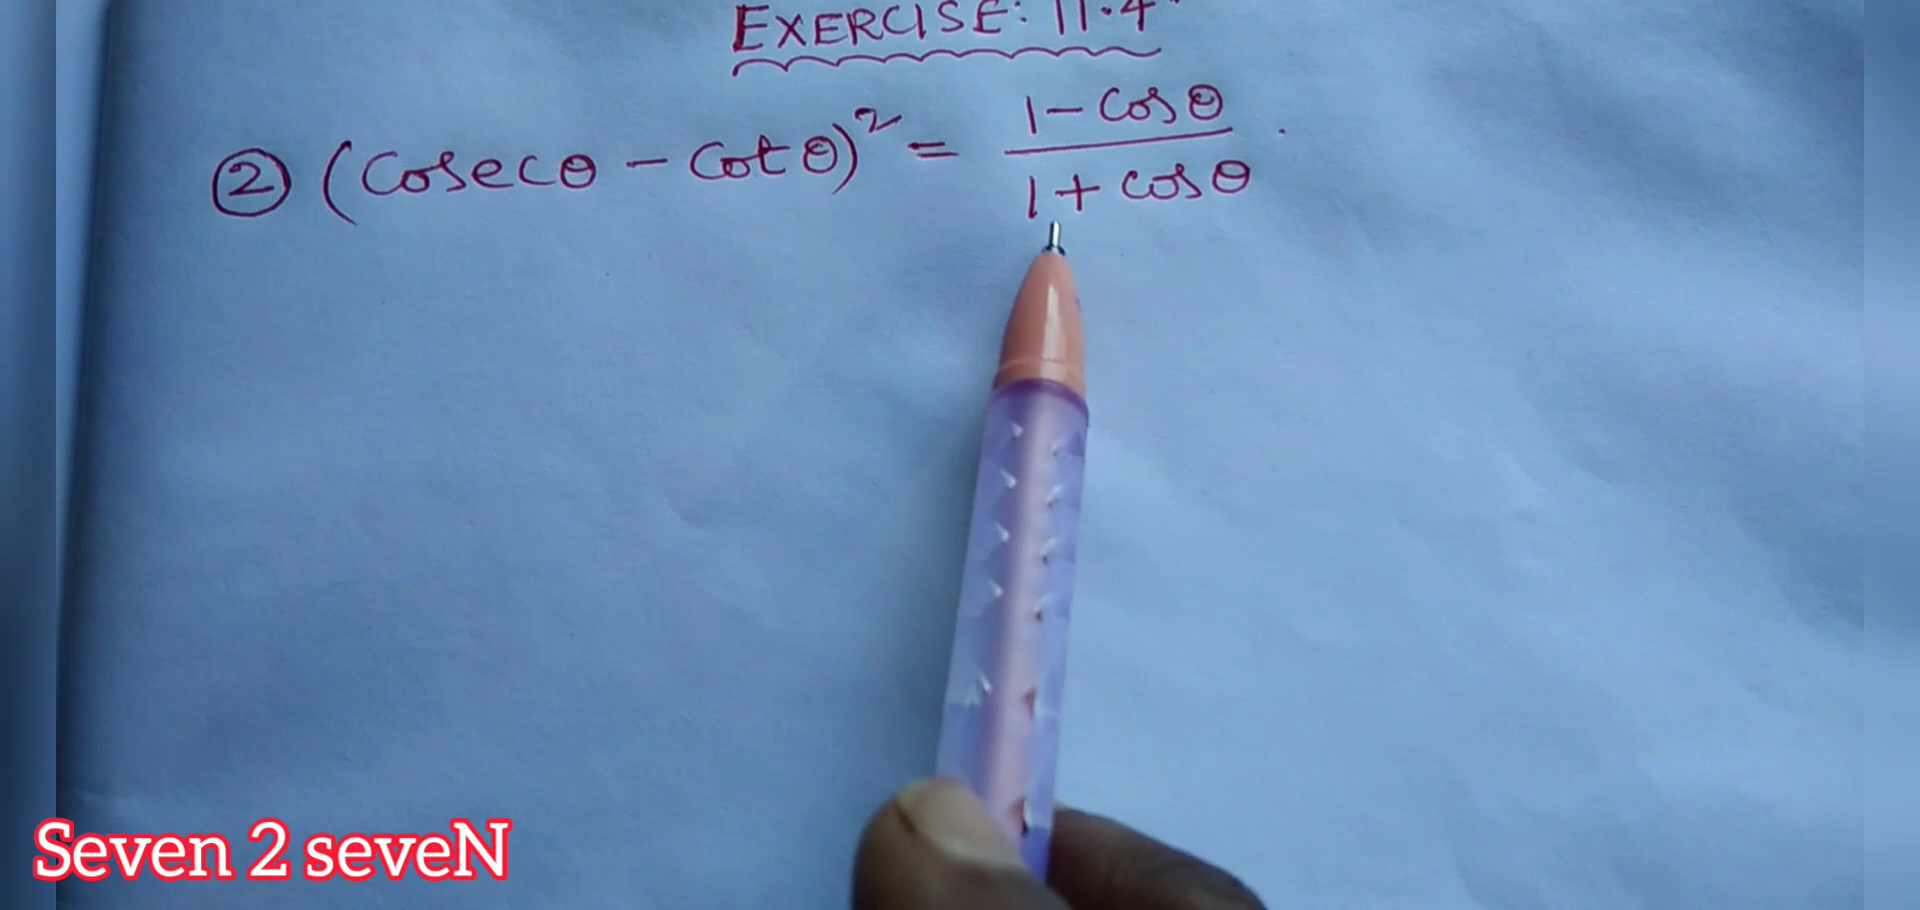 EXERCISE: 11.4
② (Cosecθ - Cotθ)² = 1 - Cosθ / 1 + cosθ .
Seven 2 seveN